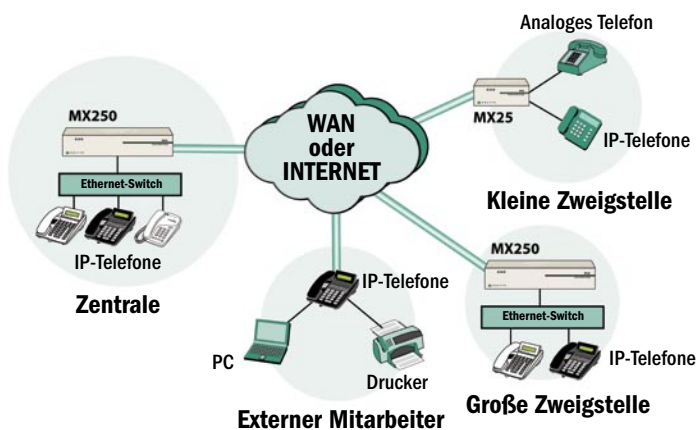 MX250
Ethernet-Switch
IP-Telefone
Zentrale
WAN
oder
INTERNET
Analoges Telefon
MX25
IP-Telefone
Kleine Zweigstelle
IP-Telefone
PC
Drucker
Externer Mitarbeiter
MX250
Ethernet-Switch
IP-Telefone
Große Zweigstelle